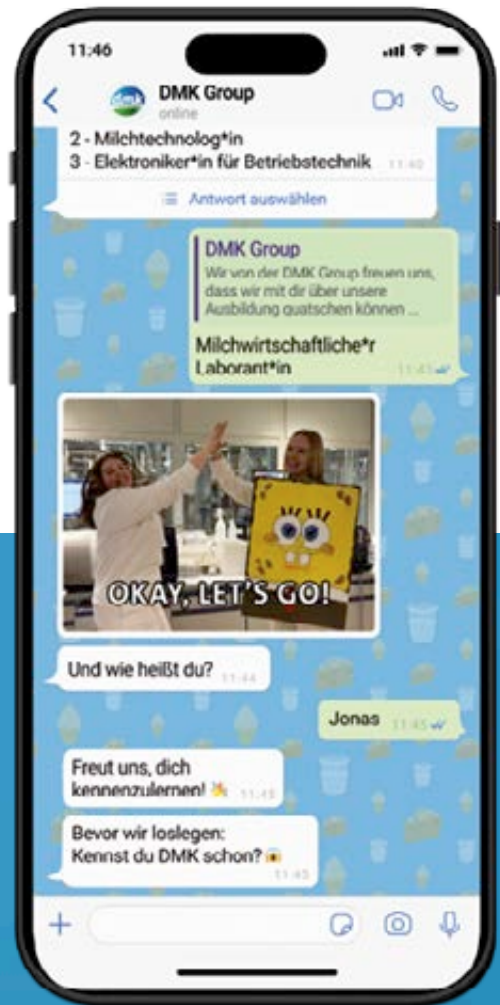 11:46
dmk
DMK Group
online
2 - Milchtechnolog*in
3 - Elektroniker*in für Betriebstechnik 11:40
Antwort auswählen
DMK Group
Wir von der DMK Group freuen uns,
dass wir mit dir über unsere
Ausbildung quatschen können ...
Milchwirtschaftliche*r
Laborant*in 11:43
OKAY, LET'S GO!
Und wie heißt du? 11:44
Jonas 11:45
Freut uns, dich
kennenzulernen! 11:45
Bevor wir loslegen:
Kennst du DMK schon?
11:45